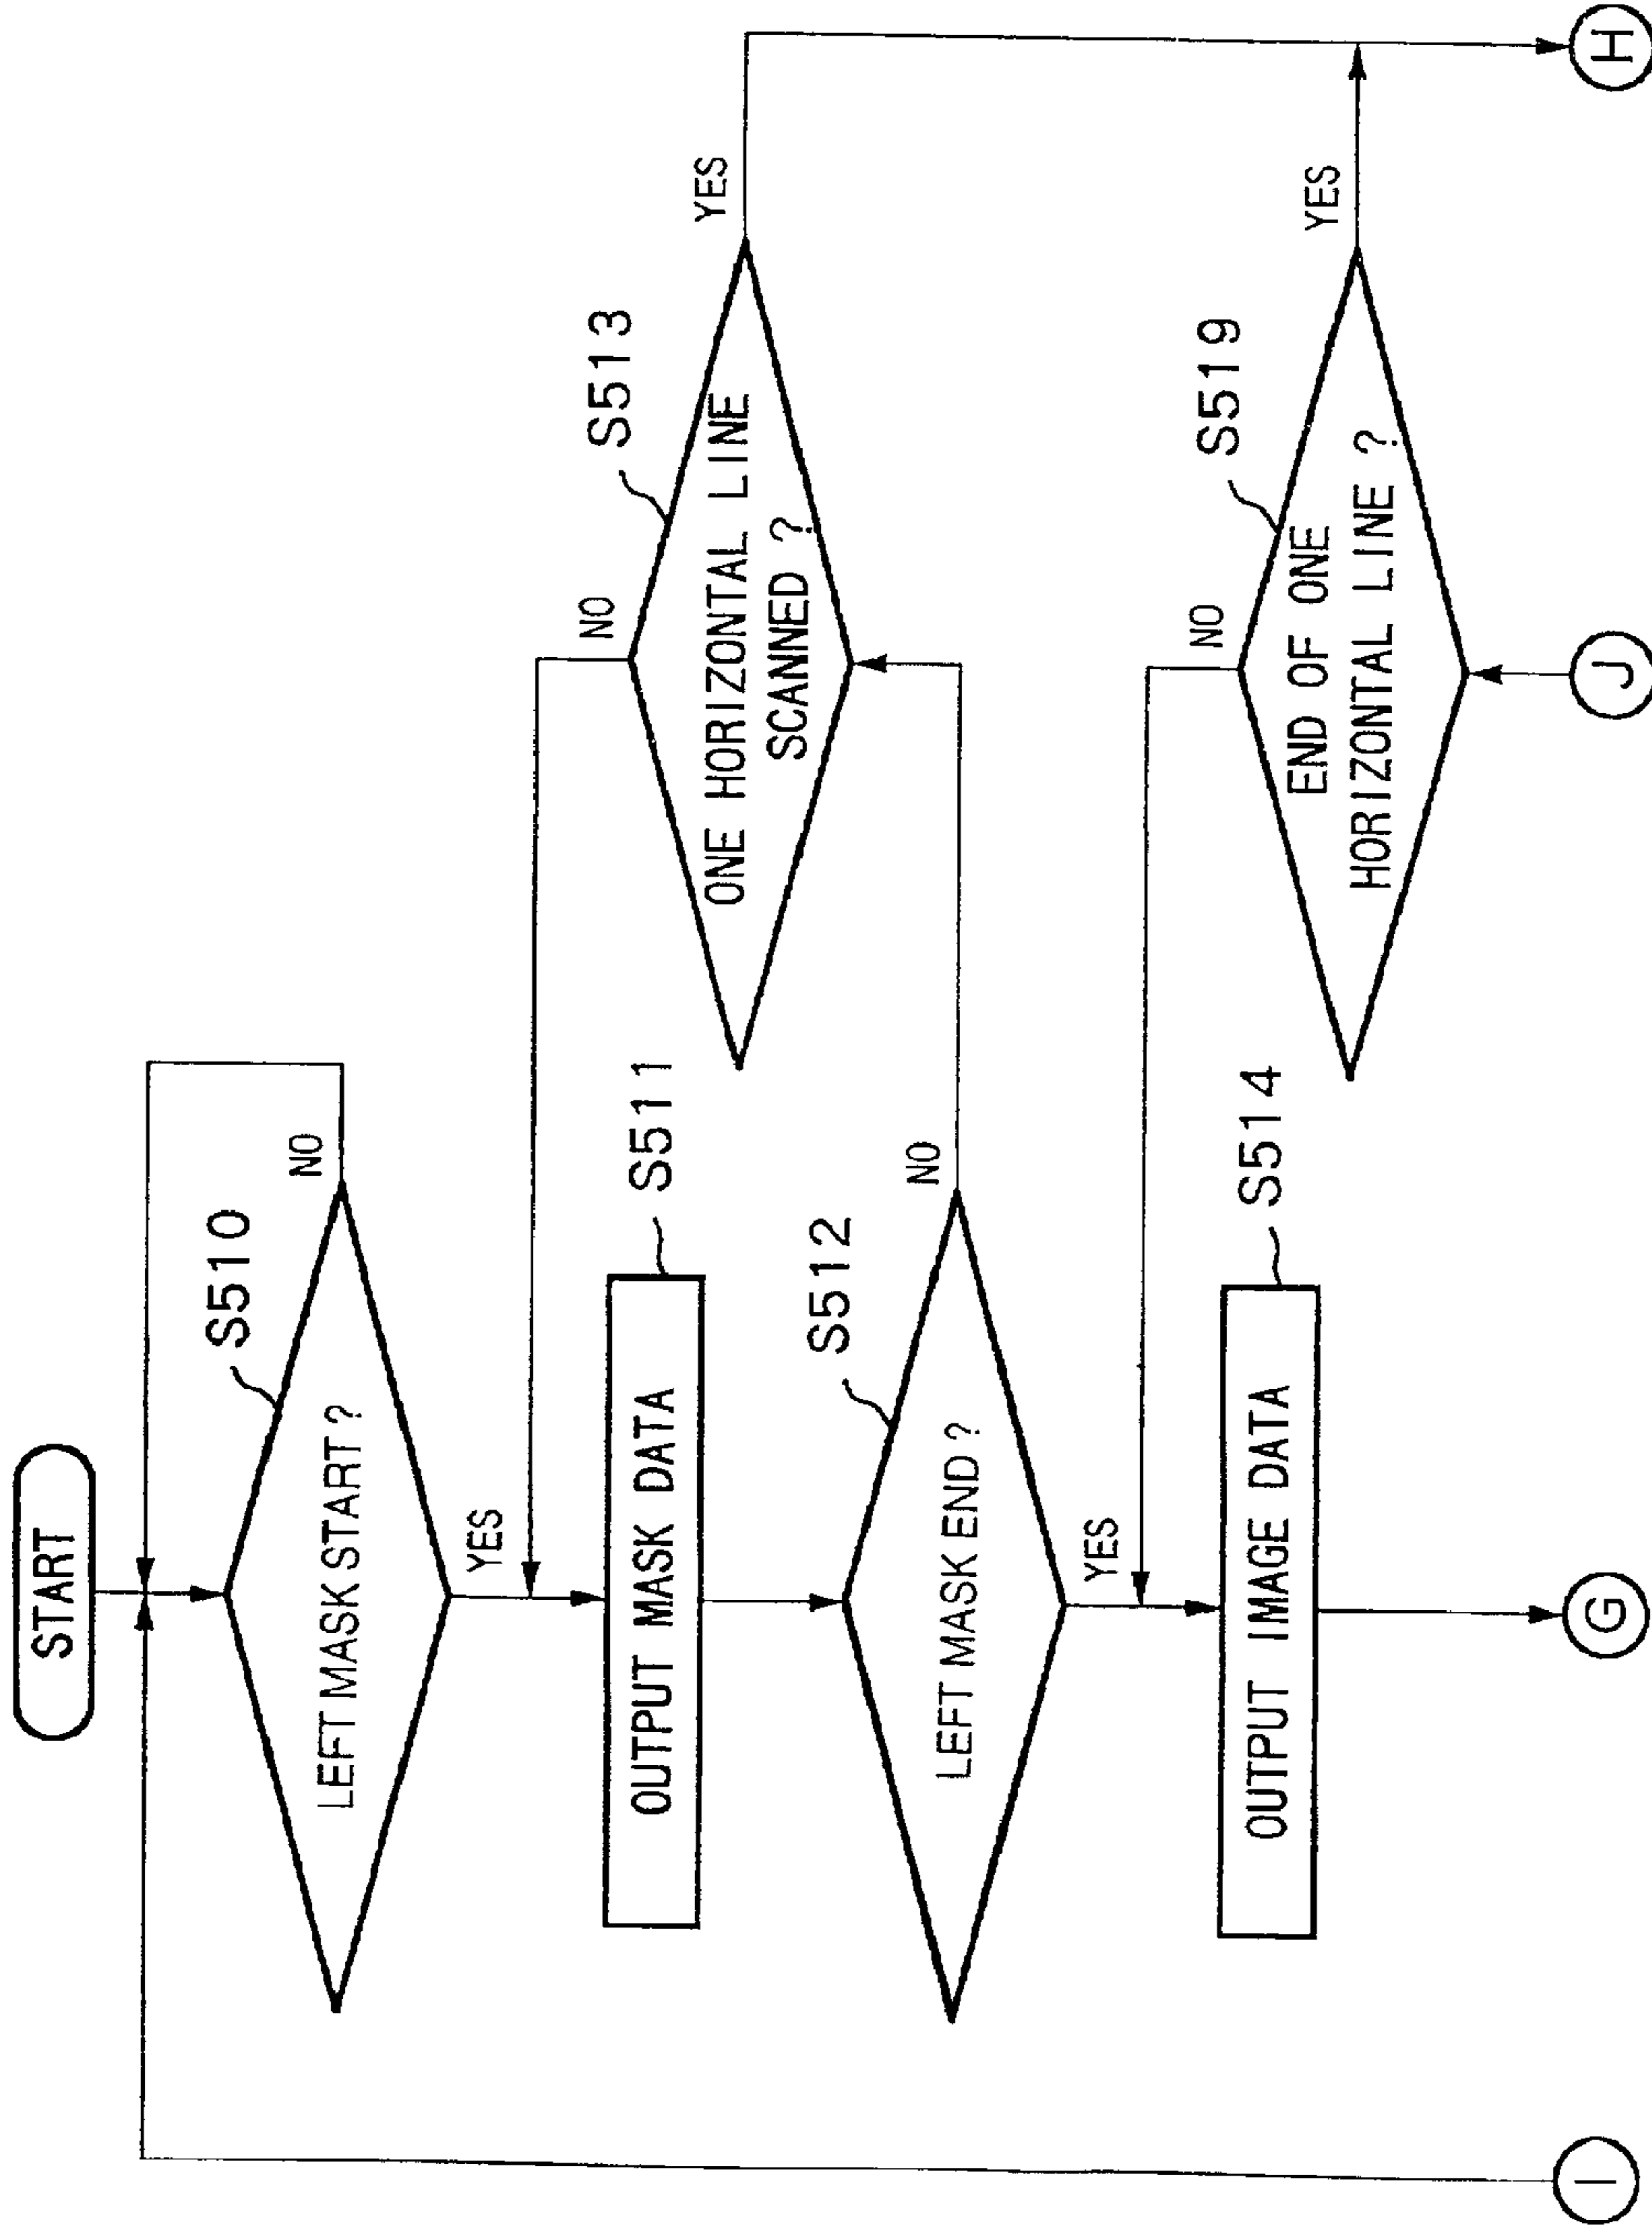 START
S510
LEFT MASK START ?
NO
YES
S511
OUTPUT MASK DATA
NO
S513
ONE HORIZONTAL LINE
SCANNED ?
YES
S512
LEFT MASK END ?
NO
YES
S514
OUTPUT IMAGE DATA
NO
S519
END OF ONE
HORIZONTAL LINE ?
YES
I
G
J
H